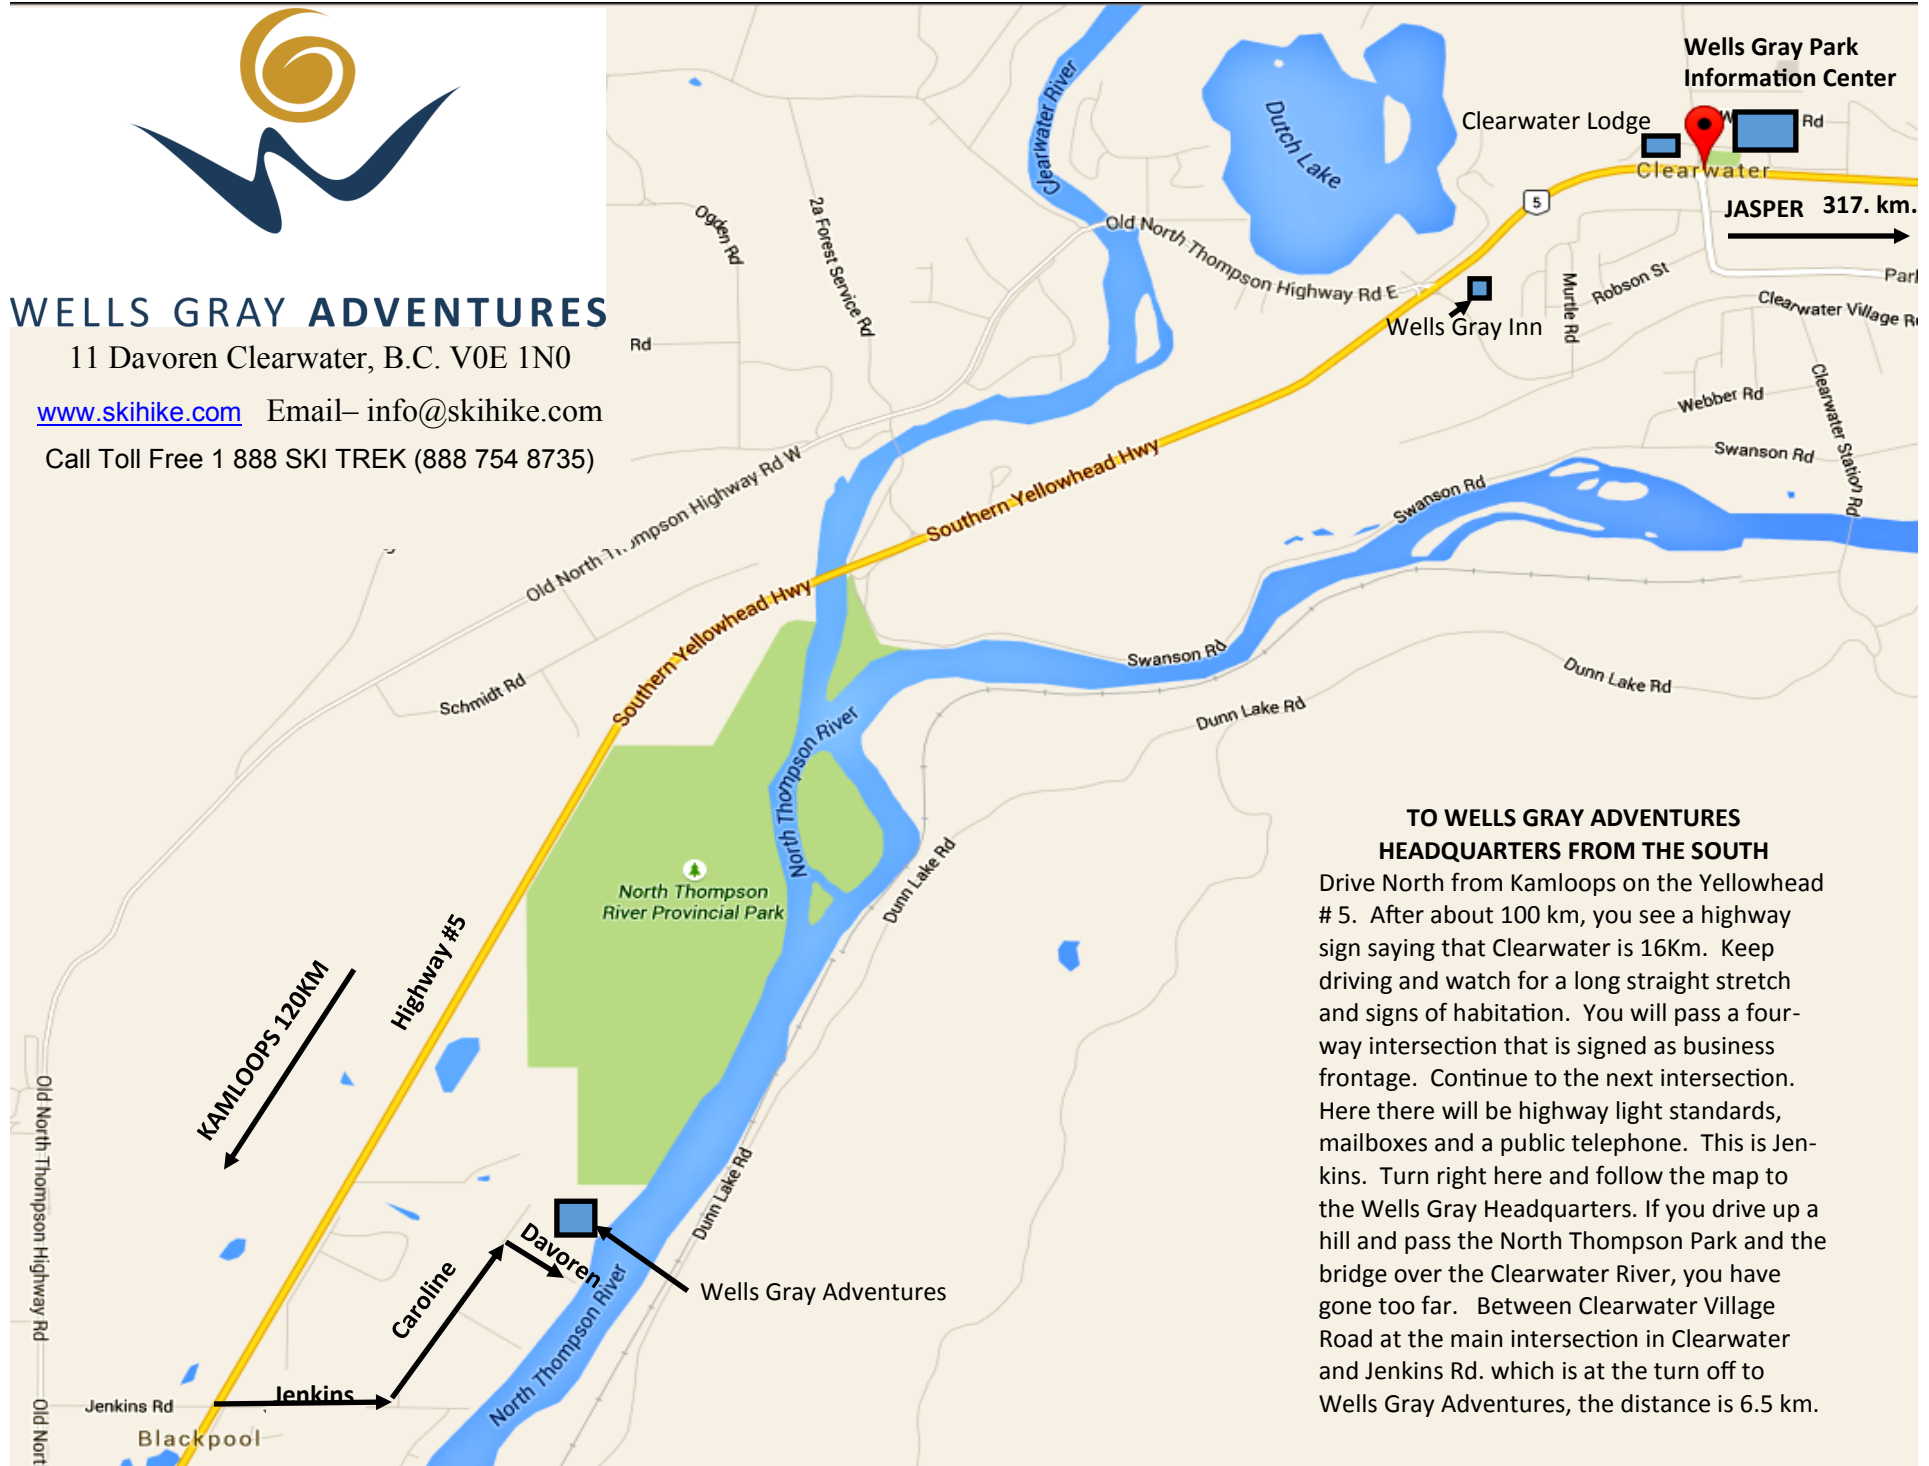 WELLS GRAY ADVENTURES
11 Davoren Clearwater, B.C. V0E 1N0
www.skihike.com Email– info@skihike.com
Call Toll Free 1 888 SKI TREK (888 754 8735)
Wells Gray Park
Information Center
Clearwater Lodge
W
Rd
Clearwater
JASPER 317. km.
5
Clearwater River
Dutch Lake
Ogden Rd
2a Forest Service Rd
Old North Thompson Highway Rd E
Wells Gray Inn
Murtle Rd
Robson St
Park
Clearwater Village R
Rd
Webber Rd
Clearwater Station Rd
Swanson Rd
Swanson Rd
Old North Thompson Highway Rd W
Southern Yellowhead Hwy
Southern Yellowhead Hwy
Swanson Rd
Dunn Lake Rd
Dunn Lake Rd
Schmidt Rd
North Thompson River
North Thompson
River Provincial Park
Dunn Lake Rd
Highway #5
KAMLOOPS 120KM
Old North Thompson Highway Rd
Dunn Lake Rd
Davoren
Caroline
Wells Gray Adventures
North Thompson River
Jenkins Rd
Jenkins
Blackpool
Old Nort
TO WELLS GRAY ADVENTURES
HEADQUARTERS FROM THE SOUTH
Drive North from Kamloops on the Yellowhead
# 5. After about 100 km, you see a highway
sign saying that Clearwater is 16Km. Keep
driving and watch for a long straight stretch
and signs of habitation. You will pass a four-
way intersection that is signed as business
frontage. Continue to the next intersection.
Here there will be highway light standards,
mailboxes and a public telephone. This is Jen-
kins. Turn right here and follow the map to
the Wells Gray Headquarters. If you drive up a
hill and pass the North Thompson Park and the
bridge over the Clearwater River, you have
gone too far. Between Clearwater Village
Road at the main intersection in Clearwater
and Jenkins Rd. which is at the turn off to
Wells Gray Adventures, the distance is 6.5 km.